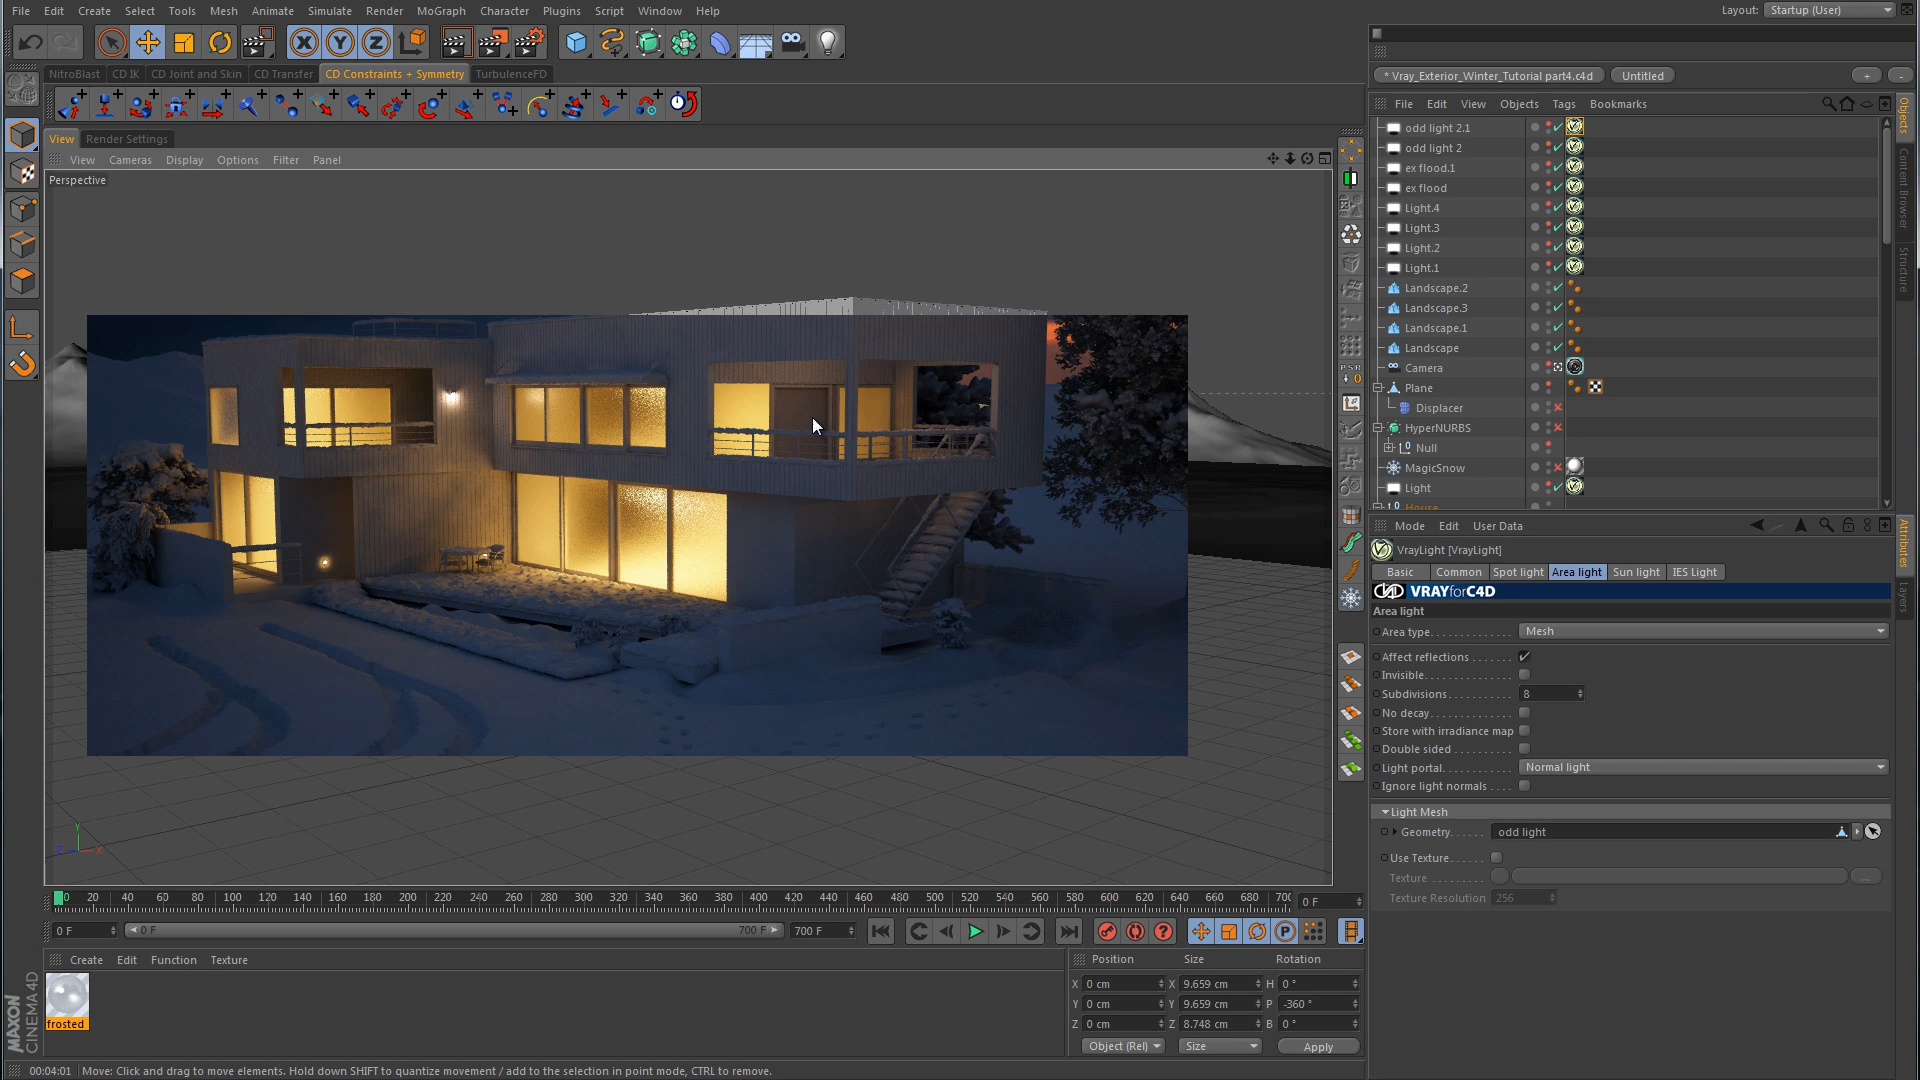 File Edit Create Select Tools Mesh Animate Simulate Render MoGraph Character Plugins Script Window Help
Layout: Startup (User)
NitroBlast CD IK CD Joint and Skin CD Transfer CD Constraints + Symmetry TurbulenceFD
View Render Settings
View Cameras Display Options Filter Panel
Perspective
* Vray_Exterior_Winter_Tutorial part4.c4d Untitled + -
File Edit View Objects Tags Bookmarks
odd light 2.1
odd light 2
ex flood.1
ex flood
Light.4
Light.3
Light.2
Light.1
Landscape.2
Landscape.3
Landscape.1
Landscape
Camera
Plane
Displacer
HyperNURBS
Null
MagicSnow
Light
House
Objects
Content Browser
Structure
PSR
0
Mode Edit User Data
VrayLight [VrayLight]
Basic Common Spot light Area light Sun light IES Light
VRAYforC4D
Area light
Area type Mesh
Affect reflections
Invisible
Subdivisions 8
No decay
Store with irradiance map
Double sided
Light portal Normal light
Ignore light normals
Light Mesh
Geometry odd light
Use Texture
Texture ...
Texture Resolution 256
Attributes
Layers
Y
Z X
0 20 40 60 80 100 120 140 160 180 200 220 240 260 280 300 320 340 360 380 400 420 440 460 480 500 520 540 560 580 600 620 640 660 680 700 0 F
0 F 0 F 700 F 700 F
Create Edit Function Texture
frosted
Position Size Rotation
X 0 cm X 9.659 cm H 0 °
Y 0 cm Y 9.659 cm P -360 °
Z 0 cm Z 8.748 cm B 0 °
Object (Rel) Size Apply
MAXON
CINEMA 4D
00:04:01 Move: Click and drag to move elements. Hold down SHIFT to quantize movement / add to the selection in point mode, CTRL to remove.